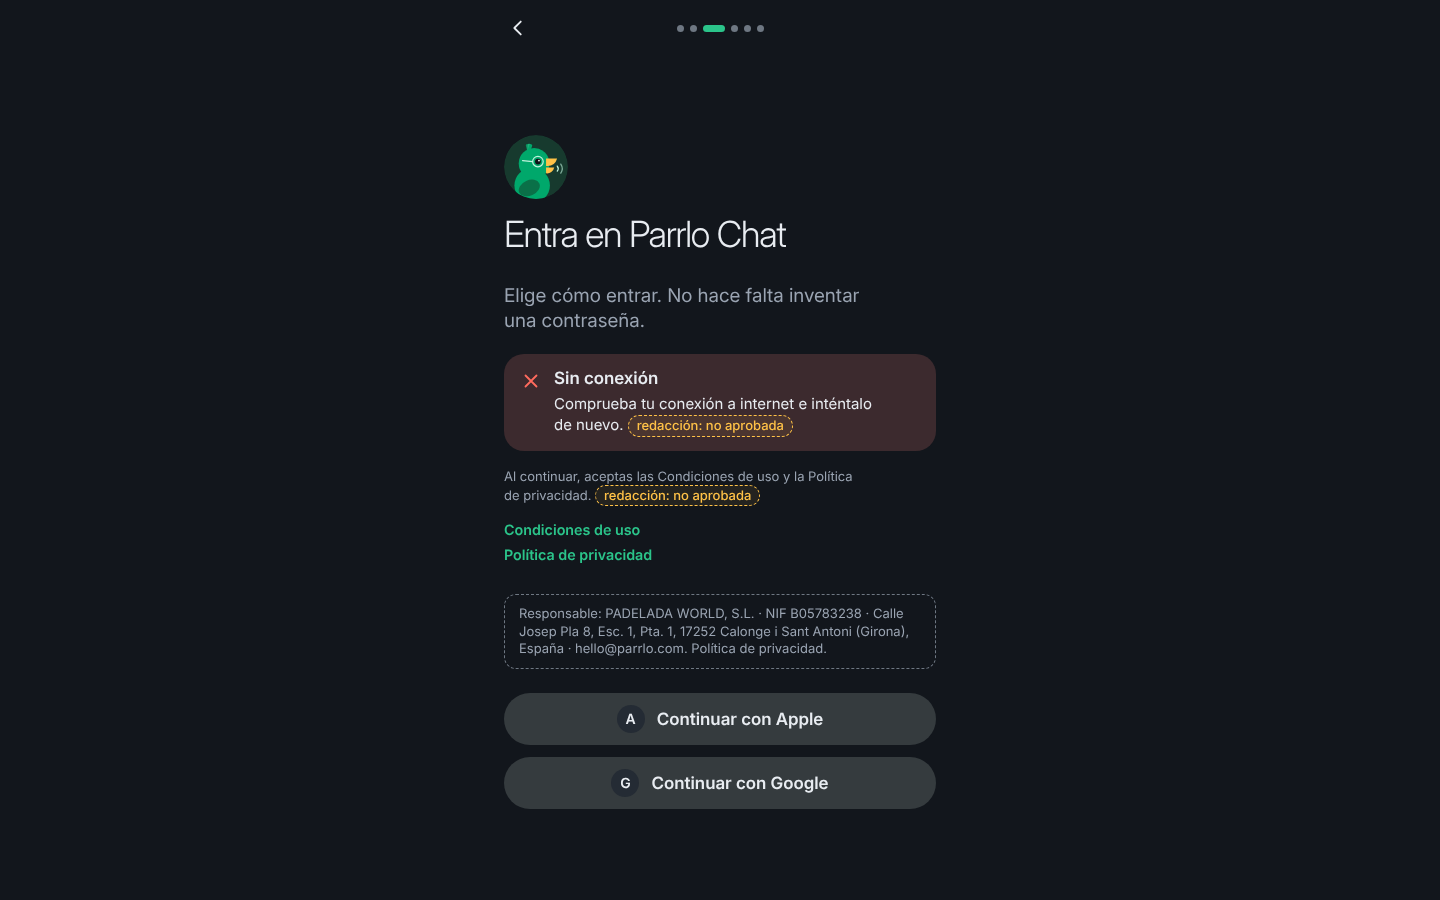 Entra en Parrlo Chat
Elige cómo entrar. No hace falta inventar
una contraseña.
Sin conexión
Comprueba tu conexión a internet e inténtalo
de nuevo. redacción: no aprobada
Al continuar, aceptas las Condiciones de uso y la Política
de privacidad. redacción: no aprobada
Condiciones de uso
Política de privacidad
Responsable: PADELADA WORLD, S.L. · NIF B05783238 · Calle
Josep Pla 8, Esc. 1, Pta. 1, 17252 Calonge i Sant Antoni (Girona),
España · hello@parrlo.com. Política de privacidad.
A Continuar con Apple
G Continuar con Google